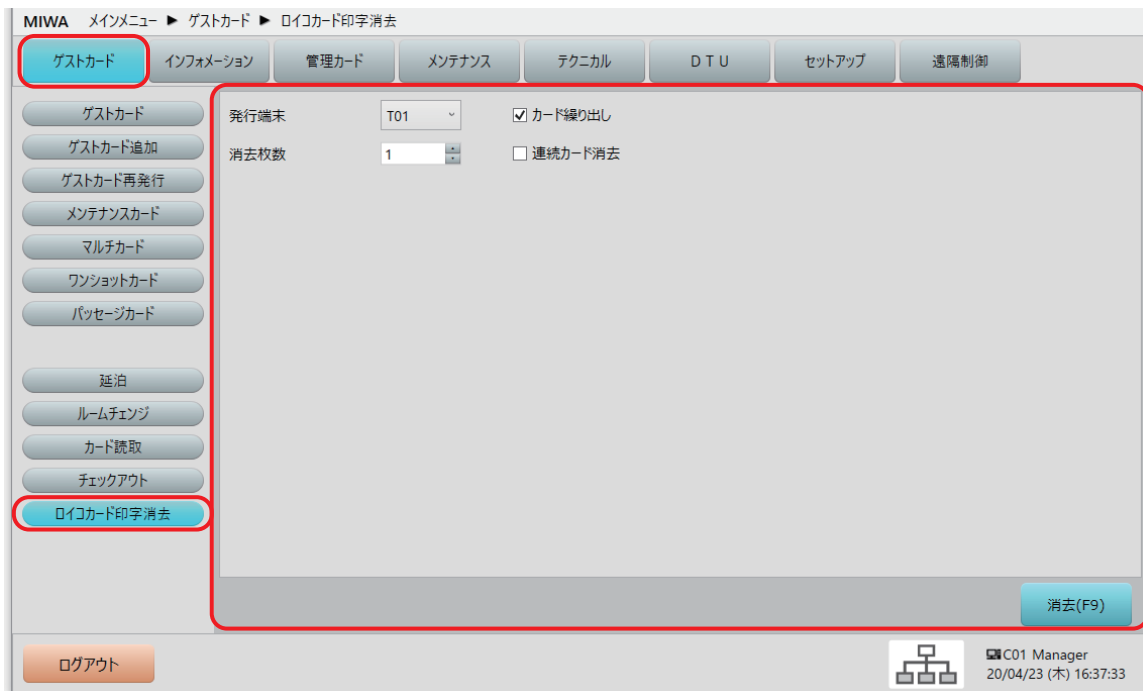 MIWA メインメニュー ▶ ゲストカード ▶ ロイコカード印字消去
ゲストカード インフォメーション 管理カード メンテナンス テクニカル DTU セットアップ 遠隔制御
ゲストカード
ゲストカード追加
ゲストカード再発行
メンテナンスカード
マルチカード
ワンショットカード
パッセージカード
延泊
ルームチェンジ
カード読取
チェックアウト
ロイコカード印字消去
発行端末 T01 カード繰り出し
消去枚数 1 連続カード消去
消去(F9)
ログアウト
C01 Manager
20/04/23 (木) 16:37:33